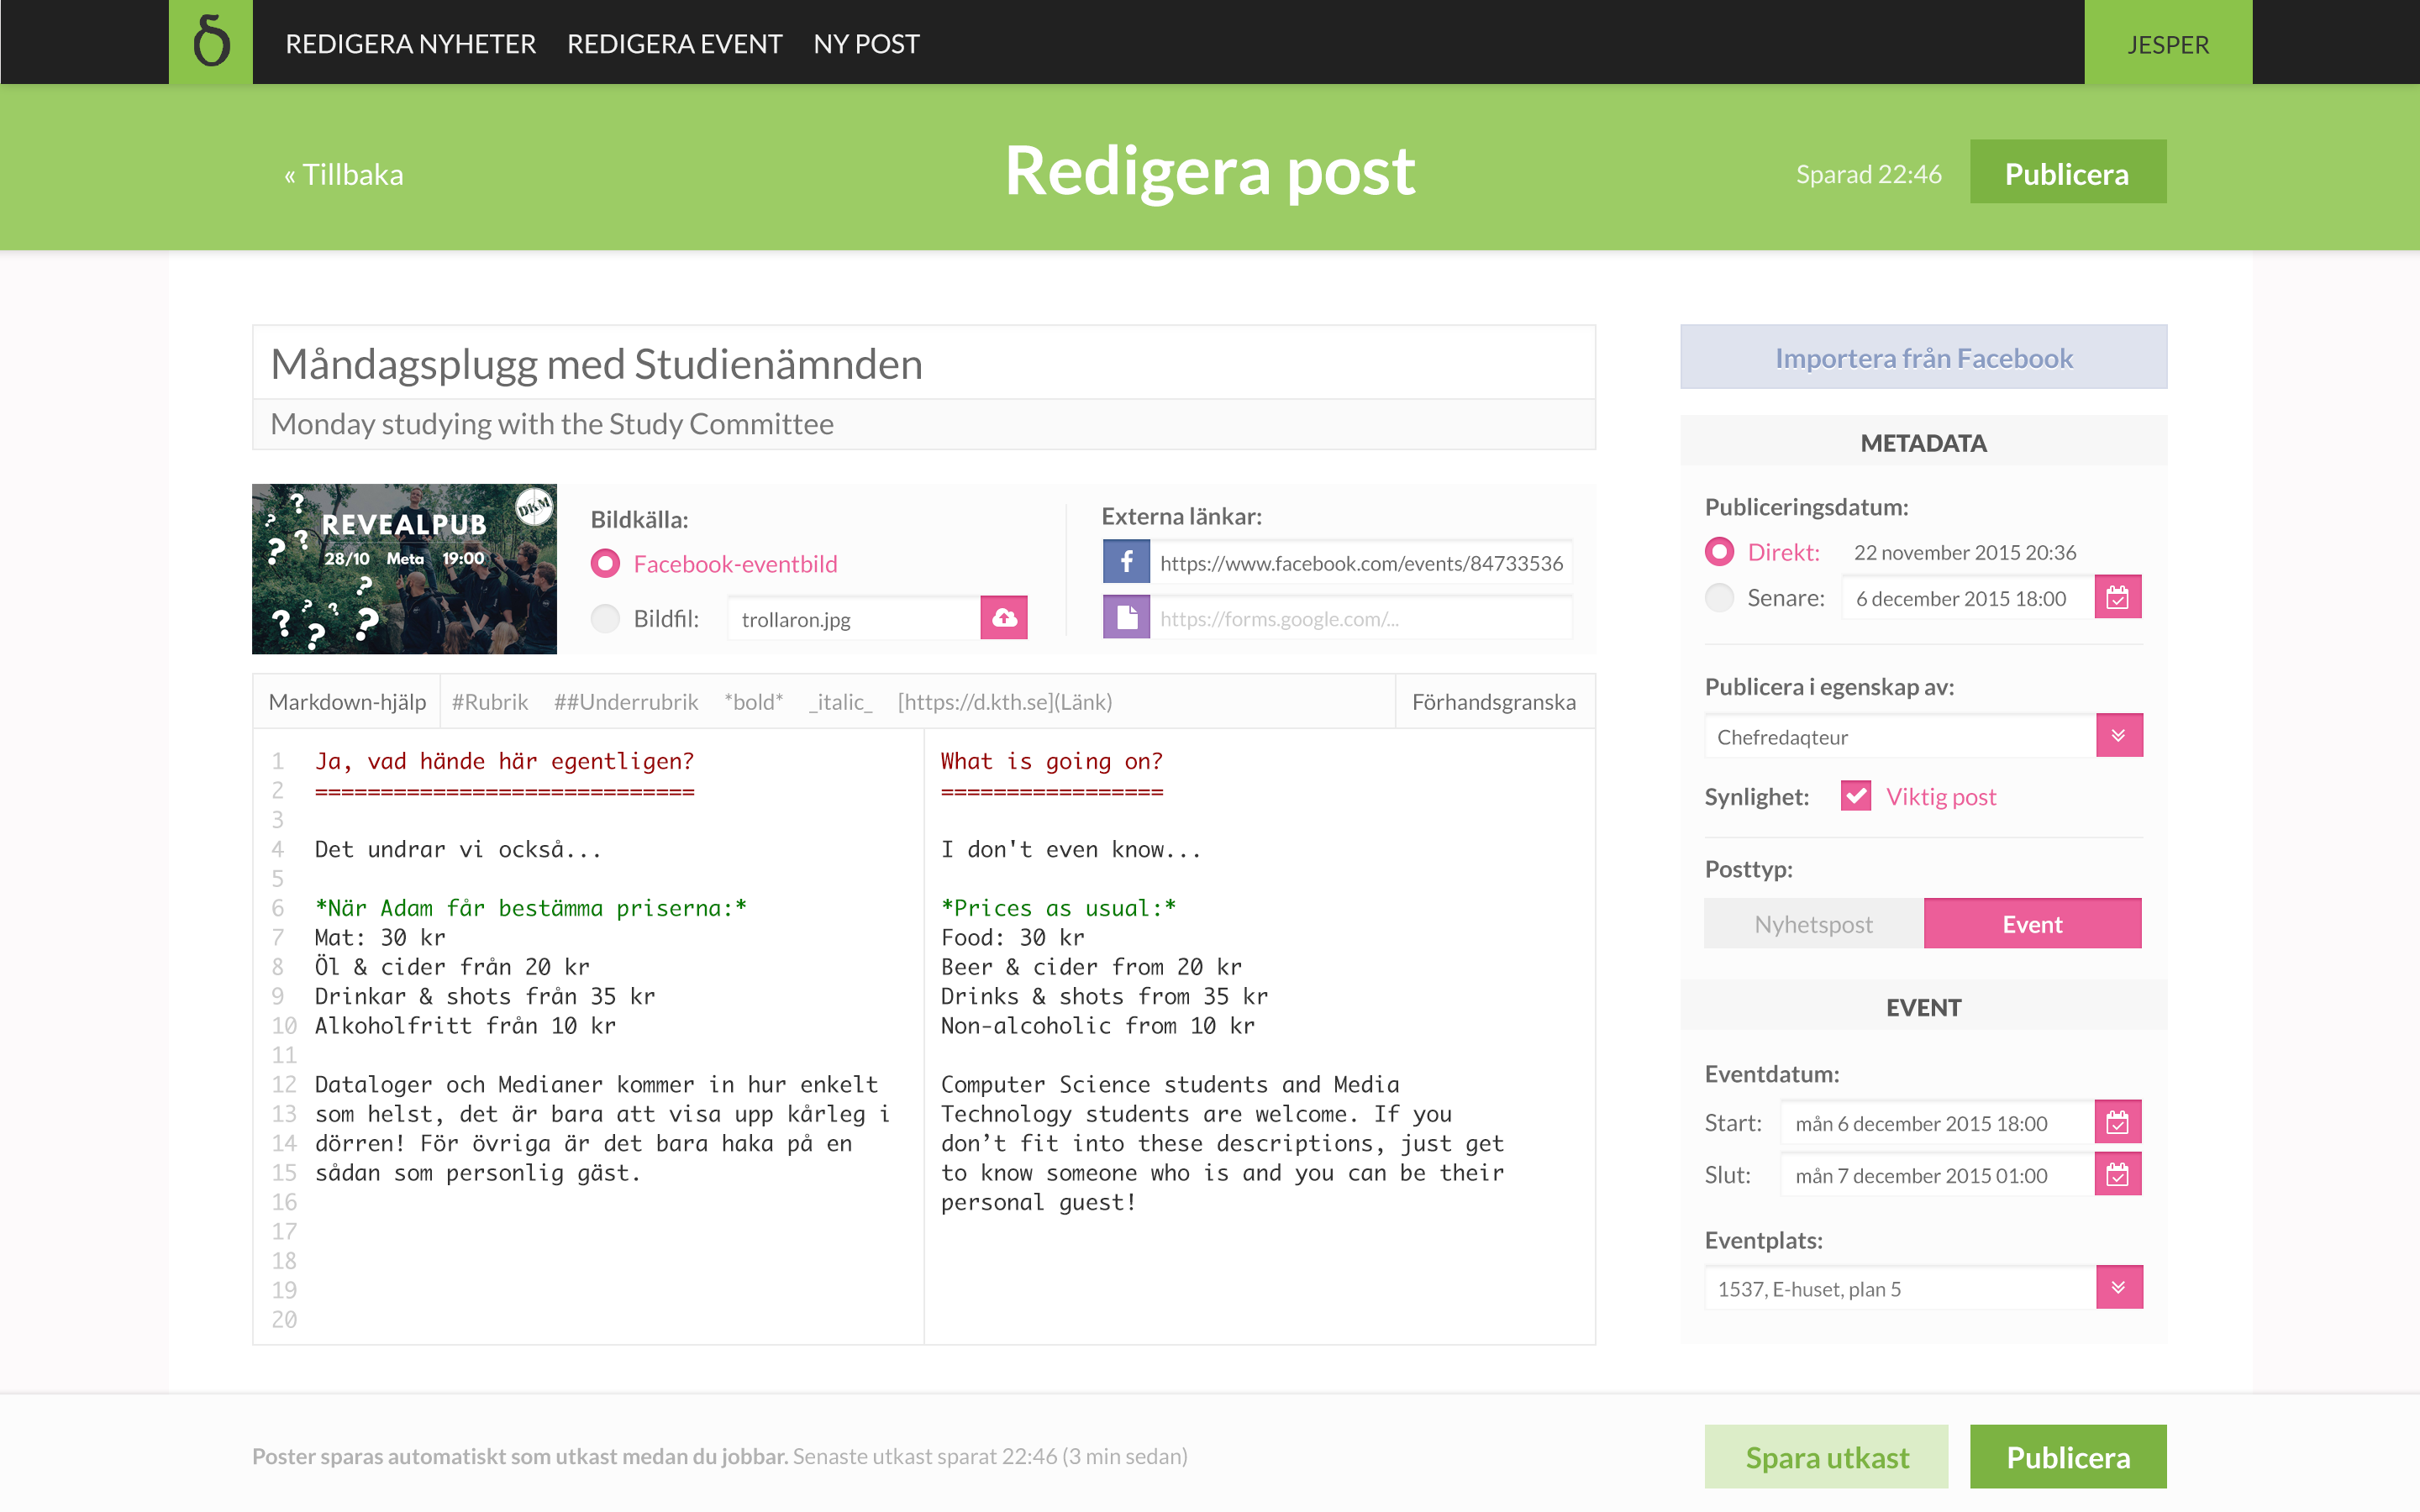 δ REDIGERA NYHETER REDIGERA EVENT NY POST JESPER
« Tillbaka Redigera post Sparad 22:46 Publicera
Måndagsplugg med Studienämnden
Monday studying with the Study Committee
REVEALPUB DKM
28/10 Meta 19:00
Bildkälla:
Facebook-eventbild
Bildfil: trollaron.jpg
Externa länkar:
https://www.facebook.com/events/84733536
https://forms.google.com/...
Markdown-hjälp #Rubrik ##Underrubrik *bold* _italic_ [https://d.kth.se](Länk) Förhandsgranska
1 Ja, vad hände här egentligen?
2 =============================
3
4 Det undrar vi också...
5
6 *När Adam får bestämma priserna:*
7 Mat: 30 kr
8 Öl & cider från 20 kr
9 Drinkar & shots från 35 kr
10 Alkoholfritt från 10 kr
11
12 Dataloger och Medianer kommer in hur enkelt
13 som helst, det är bara att visa upp kårleg i
14 dörren! För övriga är det bara haka på en
15 sådan som personlig gäst.
16
17
18
19
20
What is going on?
=================
I don't even know...
*Prices as usual:*
Food: 30 kr
Beer & cider from 20 kr
Drinks & shots from 35 kr
Non-alcoholic from 10 kr
Computer Science students and Media
Technology students are welcome. If you
don’t fit into these descriptions, just get
to know someone who is and you can be their
personal guest!
Importera från Facebook
METADATA
Publiceringsdatum:
Direkt: 22 november 2015 20:36
Senare: 6 december 2015 18:00
Publicera i egenskap av:
Chefredaqteur
Synlighet: Viktig post
Posttyp:
Nyhetspost Event
EVENT
Eventdatum:
Start: mån 6 december 2015 18:00
Slut: mån 7 december 2015 01:00
Eventplats:
1537, E-huset, plan 5
Poster sparas automatiskt som utkast medan du jobbar. Senaste utkast sparat 22:46 (3 min sedan)
Spara utkast Publicera